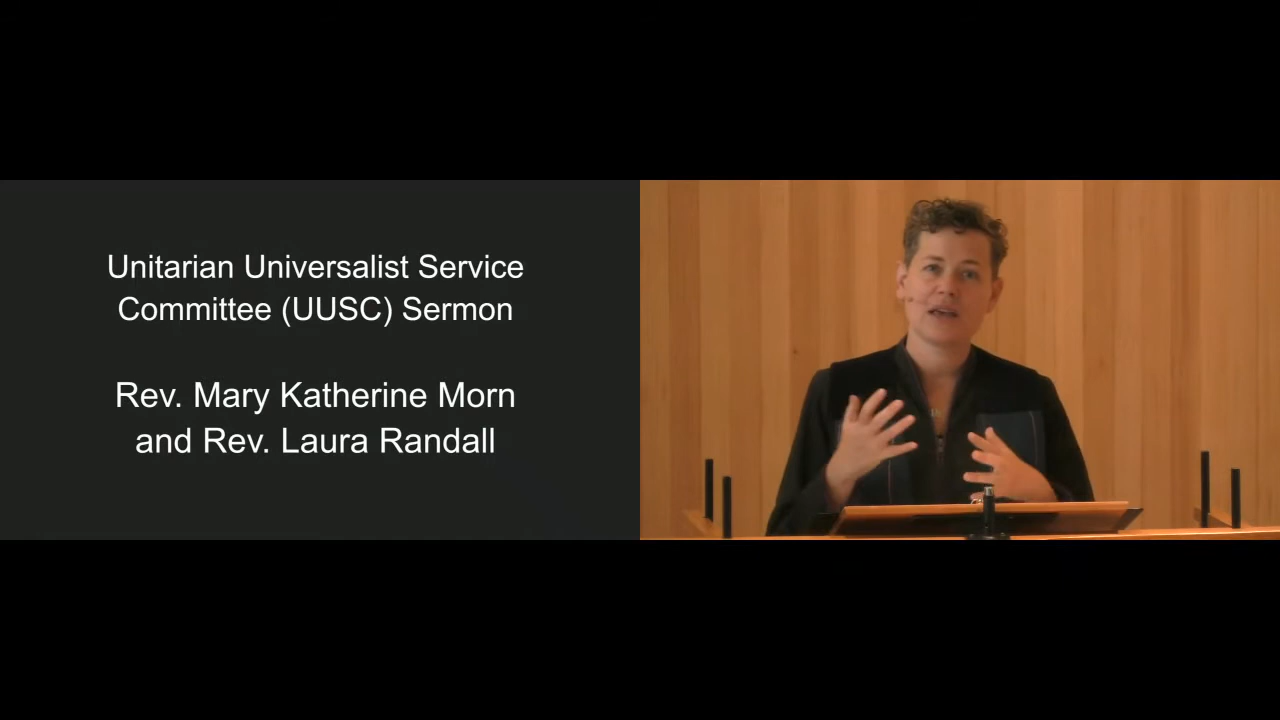 Unitarian Universalist Service
Committee (UUSC) Sermon
Rev. Mary Katherine Morn
and Rev. Laura Randall